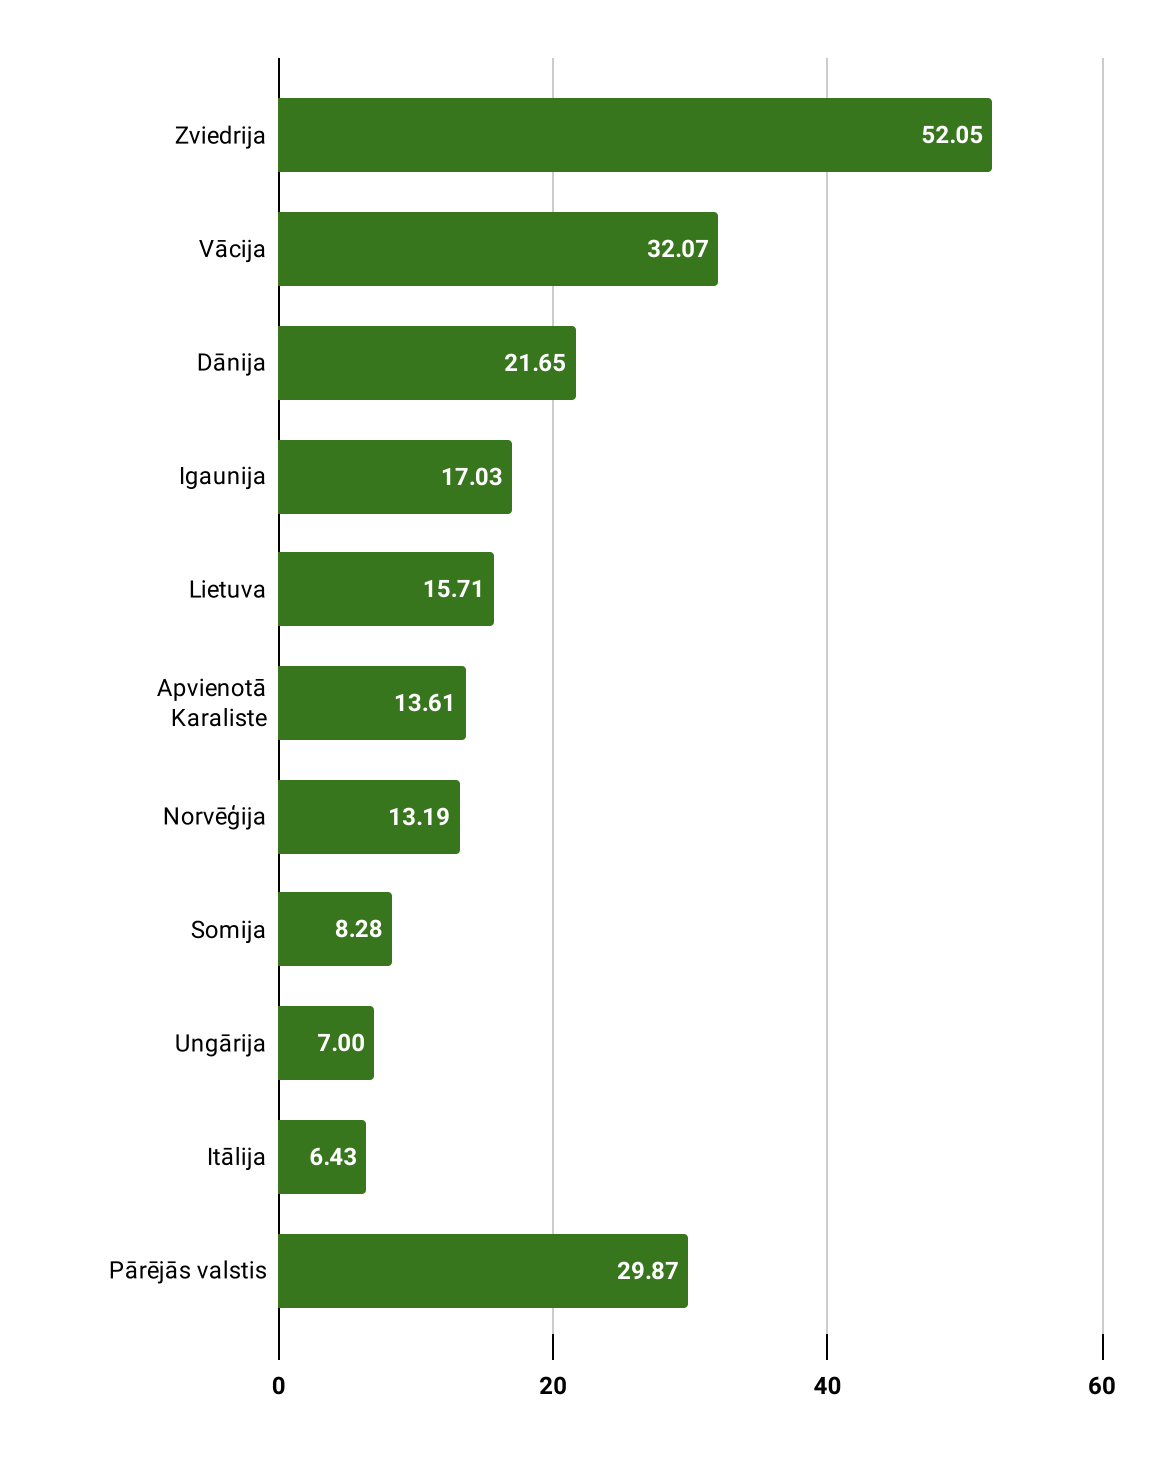 Zviedrija 52.05
Vācija 32.07
Dānija 21.65
Igaunija 17.03
Lietuva 15.71
Apvienotā
Karaliste 13.61
Norvēģija 13.19
Somija 8.28
Ungārija 7.00
Itālija 6.43
Pārējās valstis 29.87
0 20 40 60